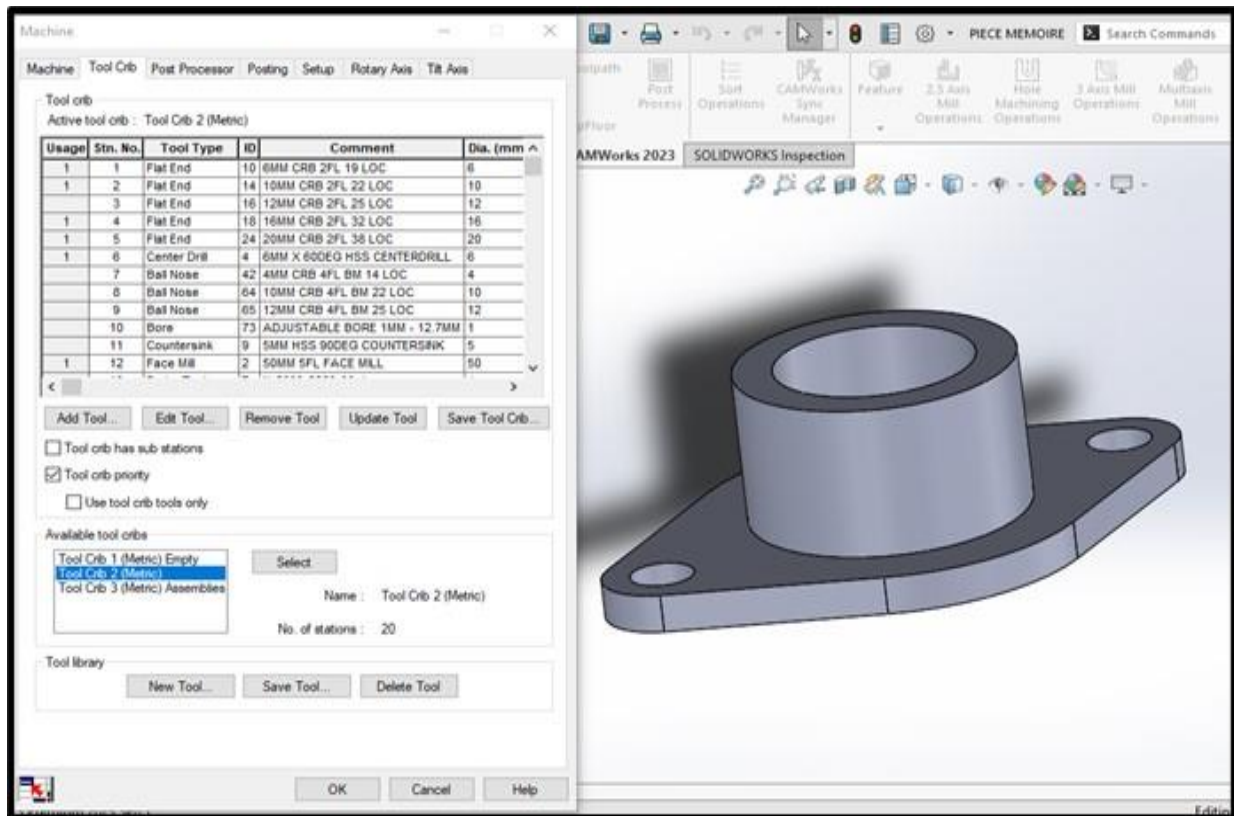 Machine
Machine Tool Crib Post Processor Posting Setup Rotary Axis Tilt Axis
Tool crib
Active tool crib : Tool Crib 2 (Metric)
Usage Stn. No. Tool Type ID Comment Dia. (mm
1 1 Flat End 10 6MM CRB 2FL 19 LOC 6
1 2 Flat End 14 10MM CRB 2FL 22 LOC 10
3 Flat End 16 12MM CRB 2FL 25 LOC 12
1 4 Flat End 18 16MM CRB 2FL 32 LOC 16
1 5 Flat End 24 20MM CRB 2FL 38 LOC 20
1 6 Center Drill 4 6MM X 60DEG HSS CENTERDRILL 6
7 Ball Nose 42 4MM CRB 4FL BM 14 LOC 4
8 Ball Nose 64 10MM CRB 4FL BM 22 LOC 10
9 Ball Nose 65 12MM CRB 4FL BM 25 LOC 12
10 Bore 73 ADJUSTABLE BORE 1MM - 12.7MM 1
11 Countersink 9 5MM HSS 90DEG COUNTERSINK 5
1 12 Face Mill 2 50MM 5FL FACE MILL 50
Add Tool... Edit Tool... Remove Tool Update Tool Save Tool Crib...
Tool crib has sub stations
Tool crib priority
Use tool crib tools only
Available tool cribs
Tool Crib 1 (Metric) Empty
Tool Crib 2 (Metric)
Tool Crib 3 (Metric) Assemblies
Select
Name : Tool Crib 2 (Metric)
No. of stations : 20
Tool library
New Tool... Save Tool... Delete Tool
OK Cancel Help
PIECE MEMOIRE Search Commands
Post Process
Sort Operations
CAMWorks Sync Manager
Feature
2.5 Axis Mill Operations
Hole Machining Operations
3 Axis Mill Operations
Multiaxis Mill Operations
AMWorks 2023 SOLIDWORKS Inspection
Editin